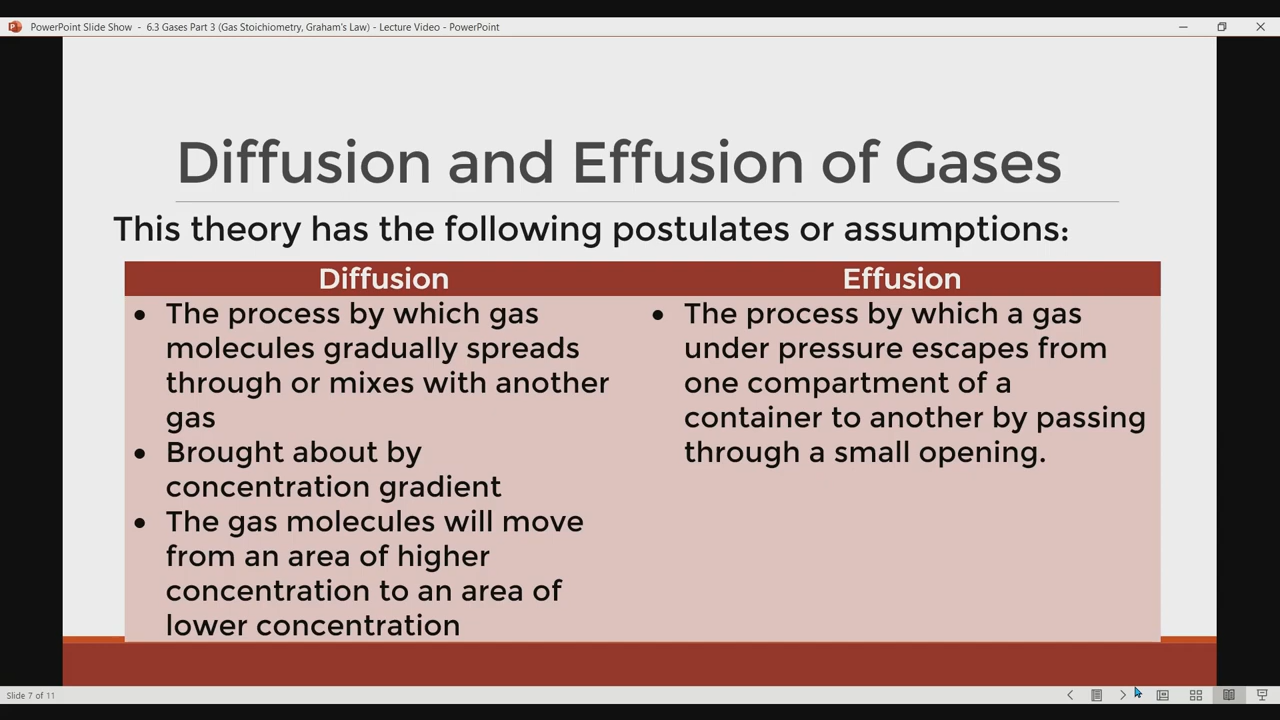 PowerPoint Slide Show - 6.3 Gases Part 3 (Gas Stoichiometry, Graham's Law) - Lecture Video - PowerPoint
Diffusion and Effusion of Gases
This theory has the following postulates or assumptions:
Diffusion
• The process by which gas
molecules gradually spreads
through or mixes with another
gas
• Brought about by
concentration gradient
• The gas molecules will move
from an area of higher
concentration to an area of
lower concentration
Effusion
• The process by which a gas
under pressure escapes from
one compartment of a
container to another by passing
through a small opening.
Slide 7 of 11